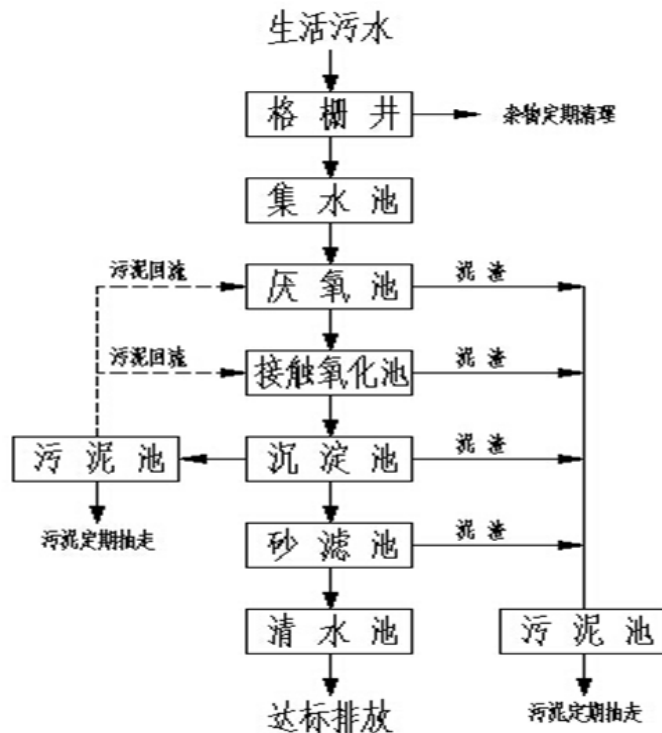 生活污水
格栅井
杂物定期清理
集水池
污泥回流
厌氧池
泥渣
污泥回流
接触氧化池
泥渣
污泥池
沉淀池
泥渣
污泥定期抽走
砂滤池
泥渣
清水池
污泥池
达标排放
污泥定期抽走